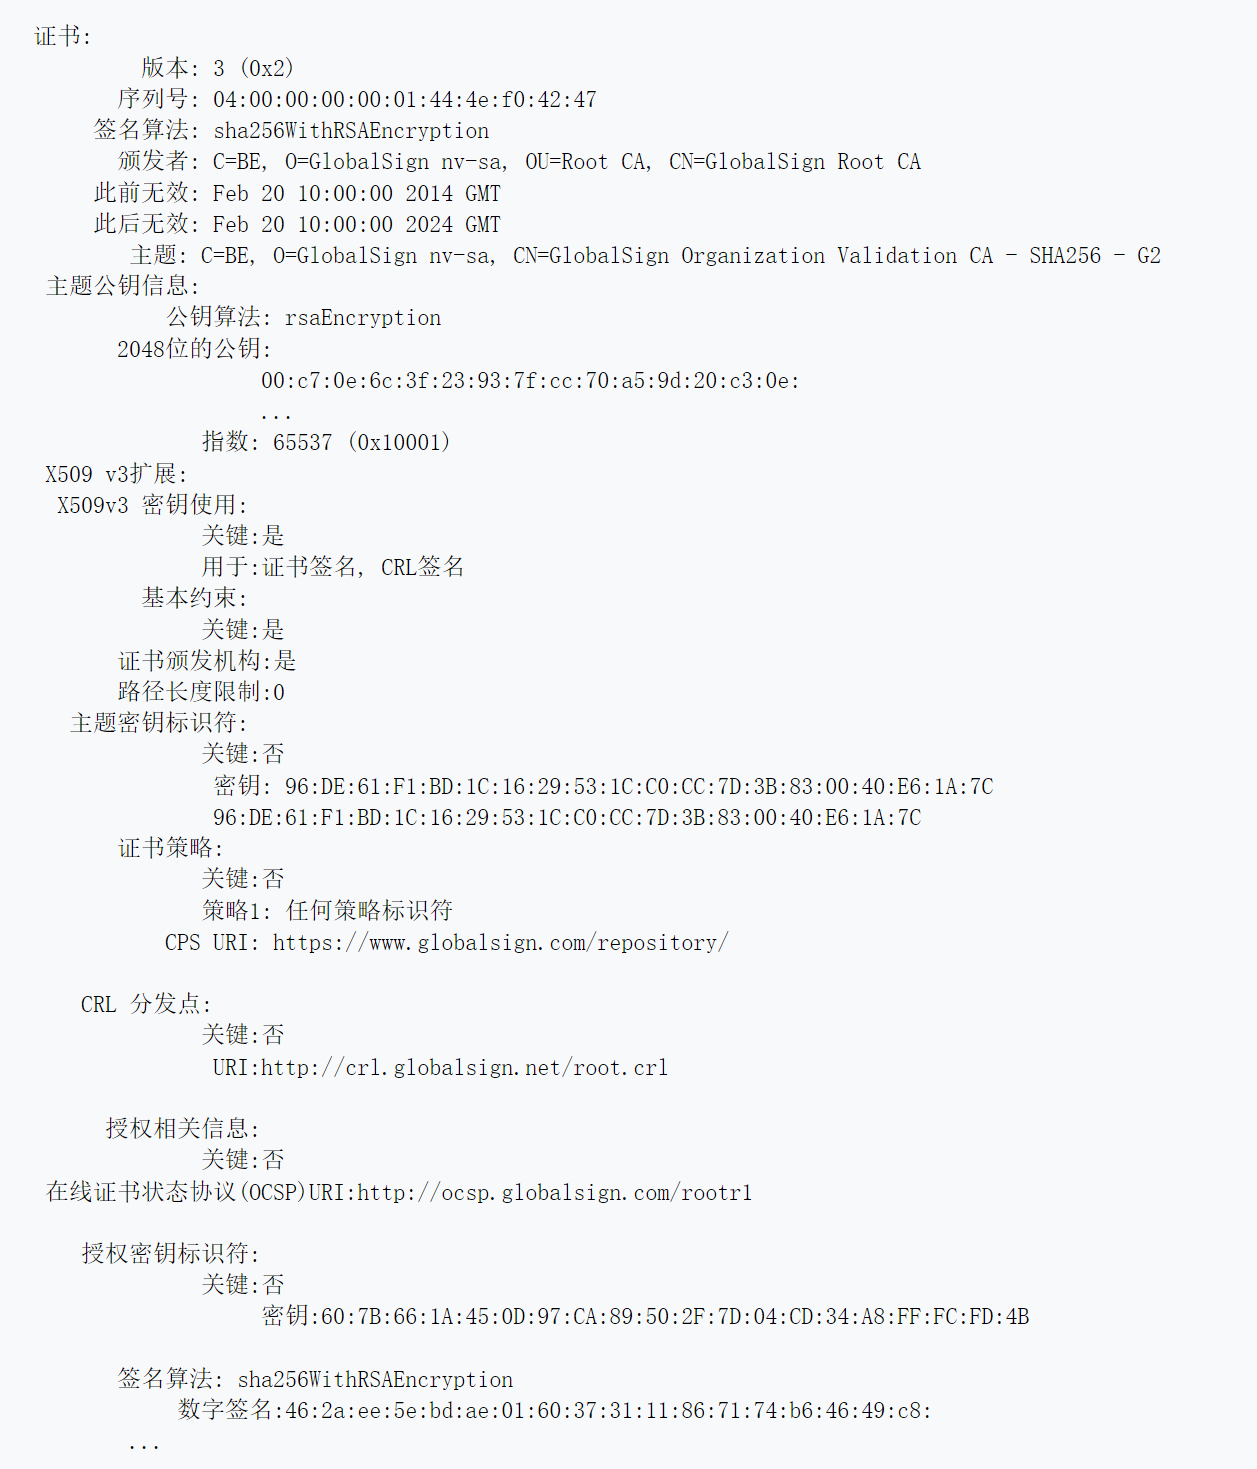 证书:
版本: 3 (0x2)
序列号: 04:00:00:00:00:01:44:4e:f0:42:47
签名算法: sha256WithRSAEncryption
颁发者: C=BE, O=GlobalSign nv-sa, OU=Root CA, CN=GlobalSign Root CA
此前无效: Feb 20 10:00:00 2014 GMT
此后无效: Feb 20 10:00:00 2024 GMT
主题: C=BE, O=GlobalSign nv-sa, CN=GlobalSign Organization Validation CA - SHA256 - G2
主题公钥信息:
公钥算法: rsaEncryption
2048位的公钥:
00:c7:0e:6c:3f:23:93:7f:cc:70:a5:9d:20:c3:0e:
...
指数: 65537 (0x10001)
X509 v3扩展:
X509v3 密钥使用:
关键:是
用于:证书签名, CRL签名
基本约束:
关键:是
证书颁发机构:是
路径长度限制:0
主题密钥标识符:
关键:否
密钥: 96:DE:61:F1:BD:1C:16:29:53:1C:C0:CC:7D:3B:83:00:40:E6:1A:7C
96:DE:61:F1:BD:1C:16:29:53:1C:C0:CC:7D:3B:83:00:40:E6:1A:7C
证书策略:
关键:否
策略1: 任何策略标识符
CPS URI: https://www.globalsign.com/repository/
CRL 分发点:
关键:否
URI:http://crl.globalsign.net/root.crl
授权相关信息:
关键:否
在线证书状态协议(OCSP)URI:http://ocsp.globalsign.com/rootr1
授权密钥标识符:
关键:否
密钥:60:7B:66:1A:45:0D:97:CA:89:50:2F:7D:04:CD:34:A8:FF:FC:FD:4B
签名算法: sha256WithRSAEncryption
数字签名:46:2a:ee:5e:bd:ae:01:60:37:31:11:86:71:74:b6:46:49:c8:
...